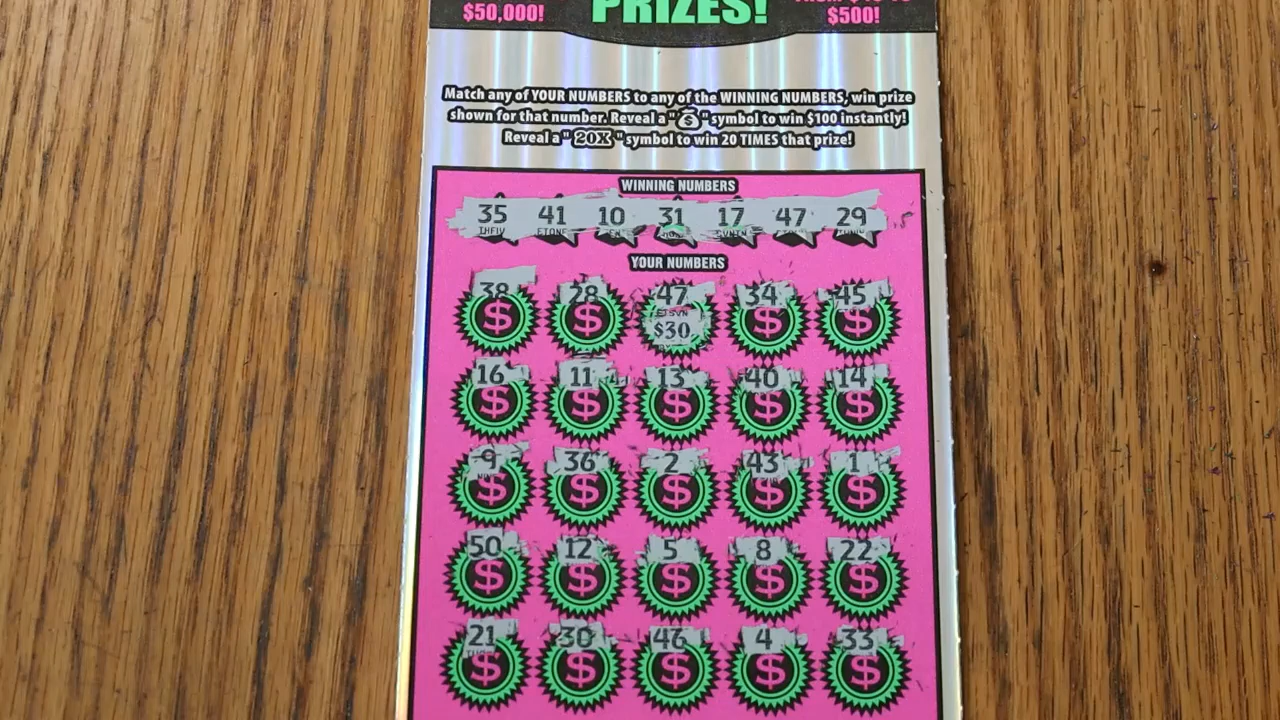 $50,000!
PRIZES!
$500!
Match any of YOUR NUMBERS to any of the WINNING NUMBERS, win prize
shown for that number. Reveal a " $ " symbol to win $100 instantly!
Reveal a " 20X " symbol to win 20 TIMES that prize!
WINNING NUMBERS
35 41 10 31 17 47 29
YOUR NUMBERS
38 28 47 34 45
$ $ $30 $ $
16 11 13 40 14
$ $ $ $ $
9 36 2 43 1
$ $ $ $ $
50 12 5 8 22
$ $ $ $ $
21 30 46 4 33
$ $ $ $ $